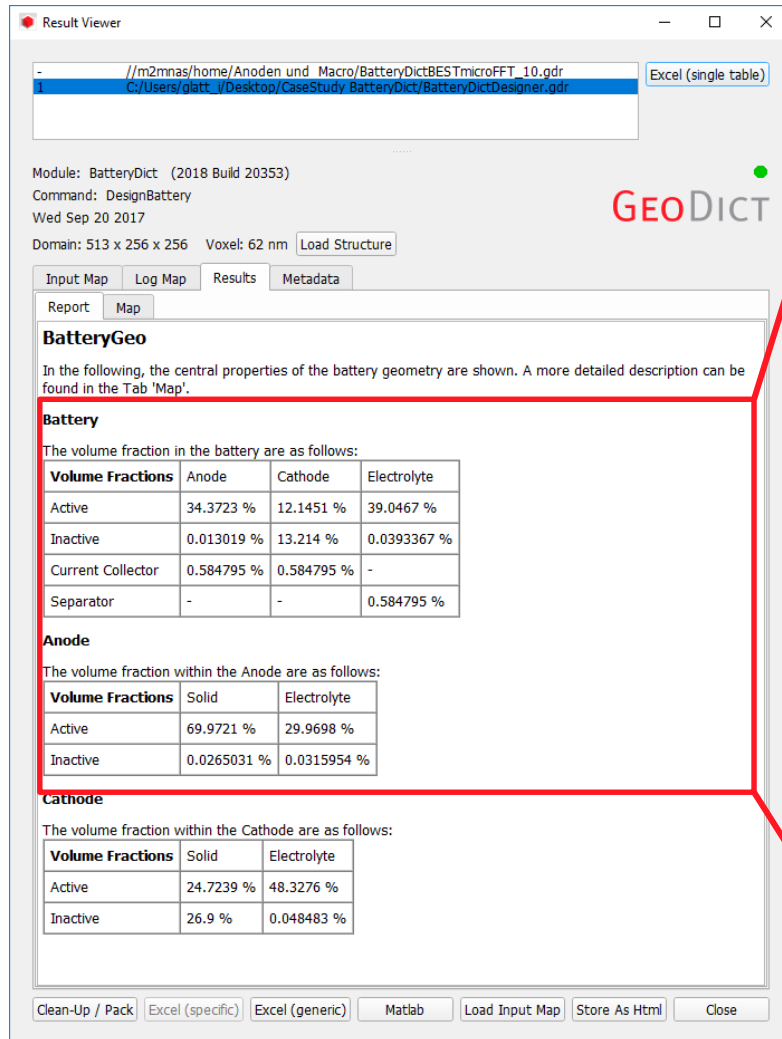 Result Viewer
- //m2mnas/home/Anoden und Macro/BatteryDictBESTmicroFFT_10.gdr
Excel (single table)
1 C:/Users/glatt_i/Desktop/CaseStudy BatteryDict/BatteryDictDesigner.gdr
Module: BatteryDict (2018 Build 20353)
Command: DesignBattery
GEODICT
Wed Sep 20 2017
Domain: 513 x 256 x 256 Voxel: 62 nm Load Structure
Input Map Log Map Results Metadata
Report Map
BatteryGeo
In the following, the central properties of the battery geometry are shown. A more detailed description can be
found in the Tab 'Map'.
Battery
The volume fraction in the battery are as follows:
Volume Fractions Anode Cathode Electrolyte
Active 34.3723 % 12.1451 % 39.0467 %
Inactive 0.013019 % 13.214 % 0.0393367 %
Current Collector 0.584795 % 0.584795 % -
Separator - - 0.584795 %
Anode
The volume fraction within the Anode are as follows:
Volume Fractions Solid Electrolyte
Active 69.9721 % 29.9698 %
Inactive 0.0265031 % 0.0315954 %
Cathode
The volume fraction within the Cathode are as follows:
Volume Fractions Solid Electrolyte
Active 24.7239 % 48.3276 %
Inactive 26.9 % 0.048483 %
Clean-Up / Pack Excel (specific) Excel (generic) Matlab Load Input Map Store As Html Close